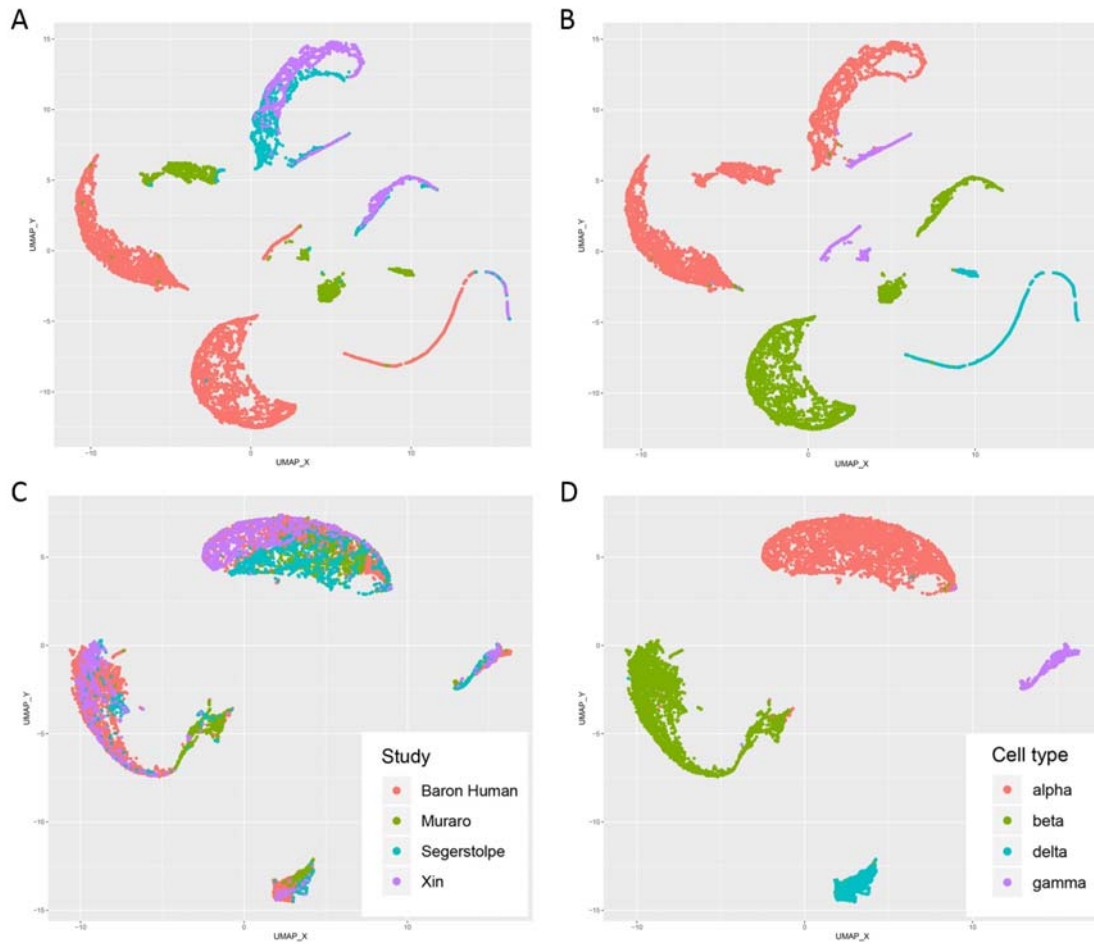 A
B
15
10
5
0
−5
−10
UMAP_Y
−10
0
10
UMAP_X
15
10
5
0
−5
−10
UMAP_Y
−10
0
10
UMAP_X
C
D
5
0
−5
−10
−15
UMAP_Y
−10
0
10
UMAP_X
Study
Baron Human
Muraro
Segerstolpe
Xin
5
0
−5
−10
−15
UMAP_Y
−10
0
10
UMAP_X
Cell type
alpha
beta
delta
gamma